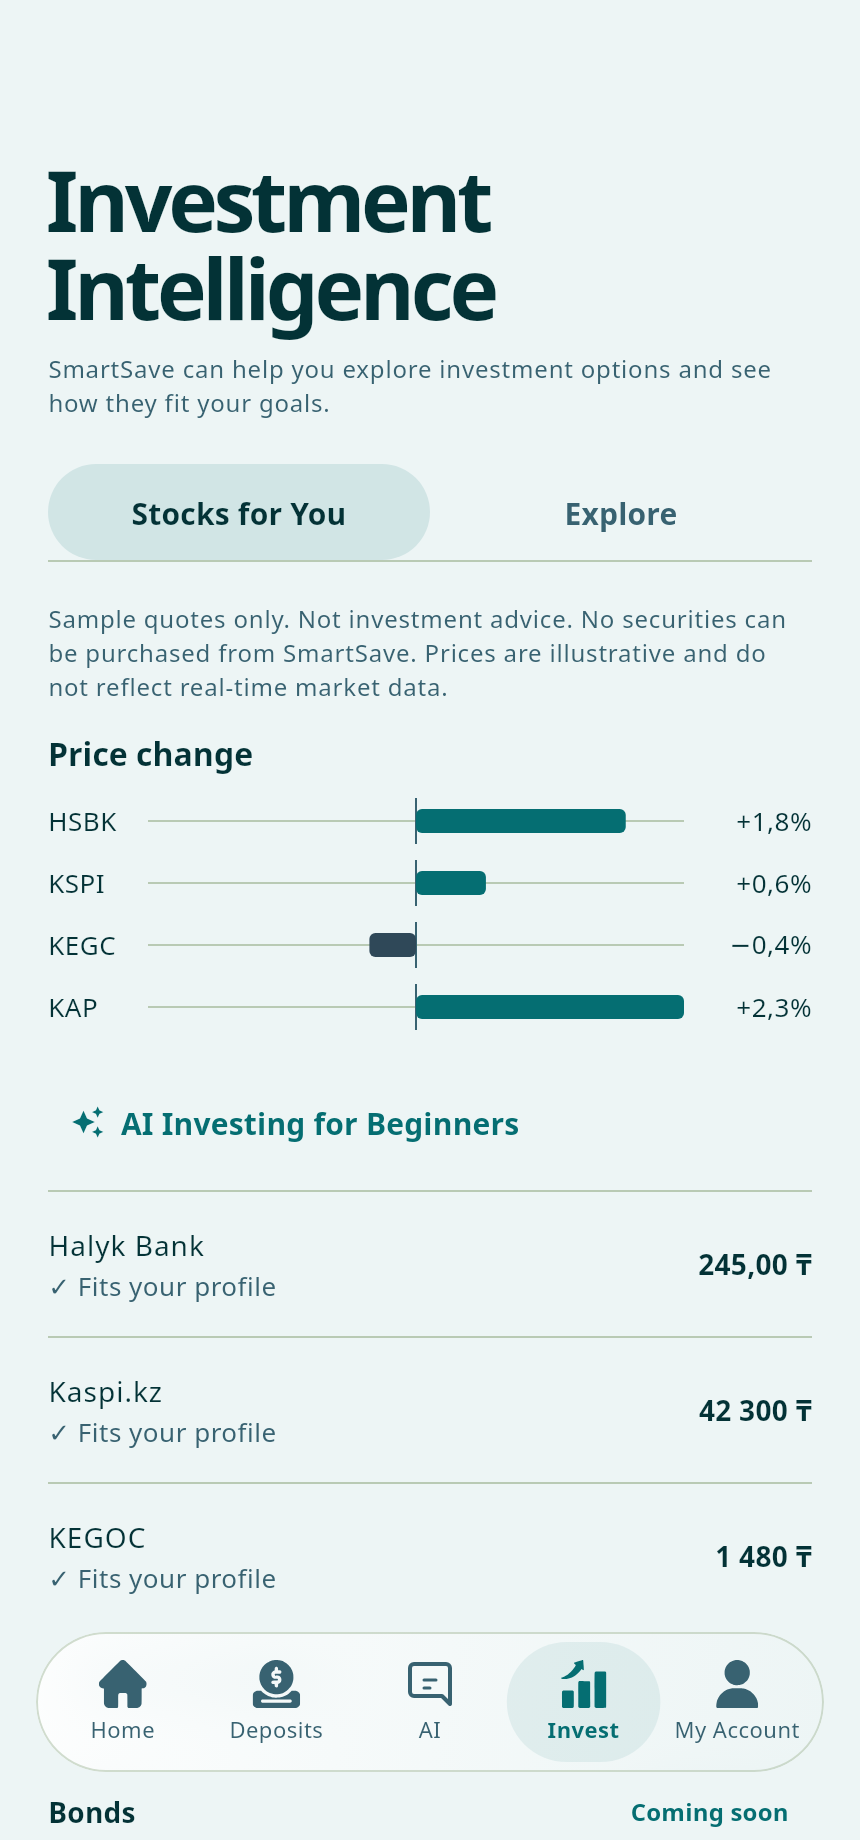 Investment
Intelligence
SmartSave can help you explore investment options and see
how they fit your goals.
Stocks for You
Explore
Sample quotes only. Not investment advice. No securities can
be purchased from SmartSave. Prices are illustrative and do
not reflect real-time market data.
Price change
HSBK +1,8%
KSPI +0,6%
KEGC −0,4%
KAP +2,3%
AI Investing for Beginners
Halyk Bank
✓ Fits your profile
245,00 ₸
Kaspi.kz
✓ Fits your profile
42 300 ₸
KEGOC
✓ Fits your profile
1 480 ₸
Home
Deposits
AI
Invest
My Account
Bonds
Coming soon